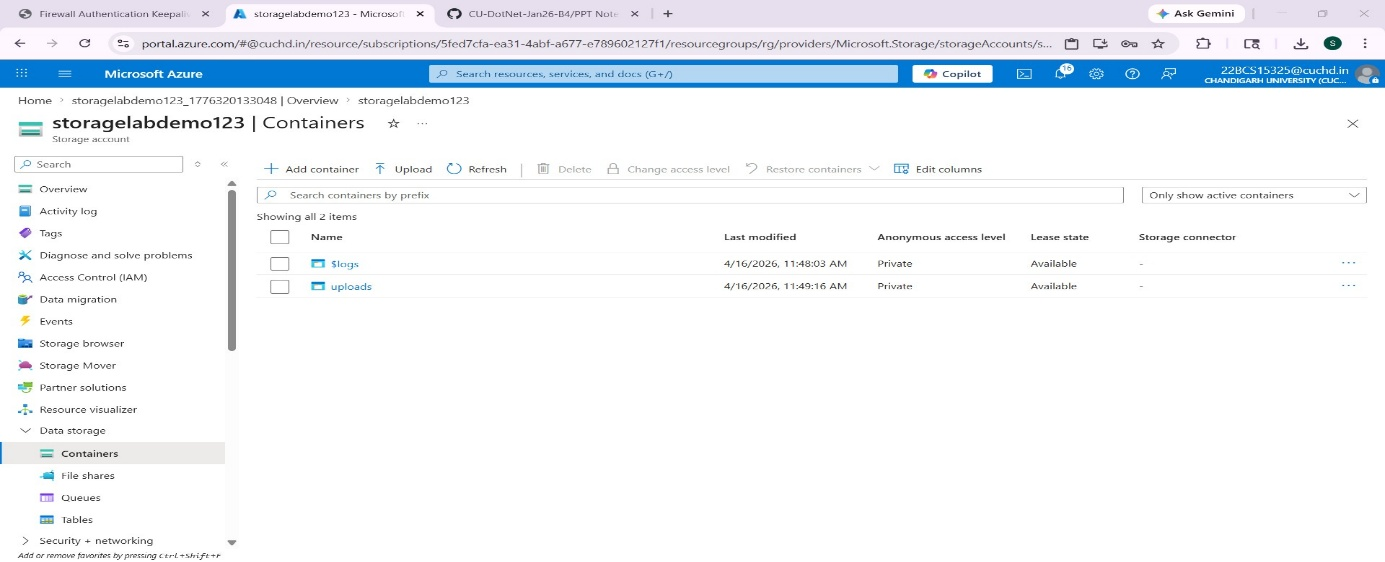 Firewall Authentication Keepali
storagelabdemo123 - Microsoft
CU-DotNet-Jan26-B4/PPT Note
Ask Gemini
portal.azure.com/#@cuchd.in/resource/subscriptions/5fed7cfa-ea31-4abf-a677-e789602127f1/resourcegroups/rg/providers/Microsoft.Storage/storageAccounts/s...
S
Microsoft Azure
Search resources, services, and docs (G+/)
Copilot
16
22BCS15325@cuchd.in
CHANDIGARH UNIVERSITY (CUC...
Home > storagelabdemo123_1776320133048 | Overview > storagelabdemo123
storagelabdemo123 | Containers
Storage account
Search
Add container
Upload
Refresh
Delete
Change access level
Restore containers
Edit columns
Overview
Activity log
Tags
Diagnose and solve problems
Access Control (IAM)
Data migration
Events
Storage browser
Storage Mover
Partner solutions
Resource visualizer
Data storage
Containers
File shares
Queues
Tables
Security + networking
Add or remove favorites by pressing Ctrl+Shift+F
Search containers by prefix
Only show active containers
Showing all 2 items
Name Last modified Anonymous access level Lease state Storage connector
$logs 4/16/2026, 11:48:03 AM Private Available -
uploads 4/16/2026, 11:49:16 AM Private Available -